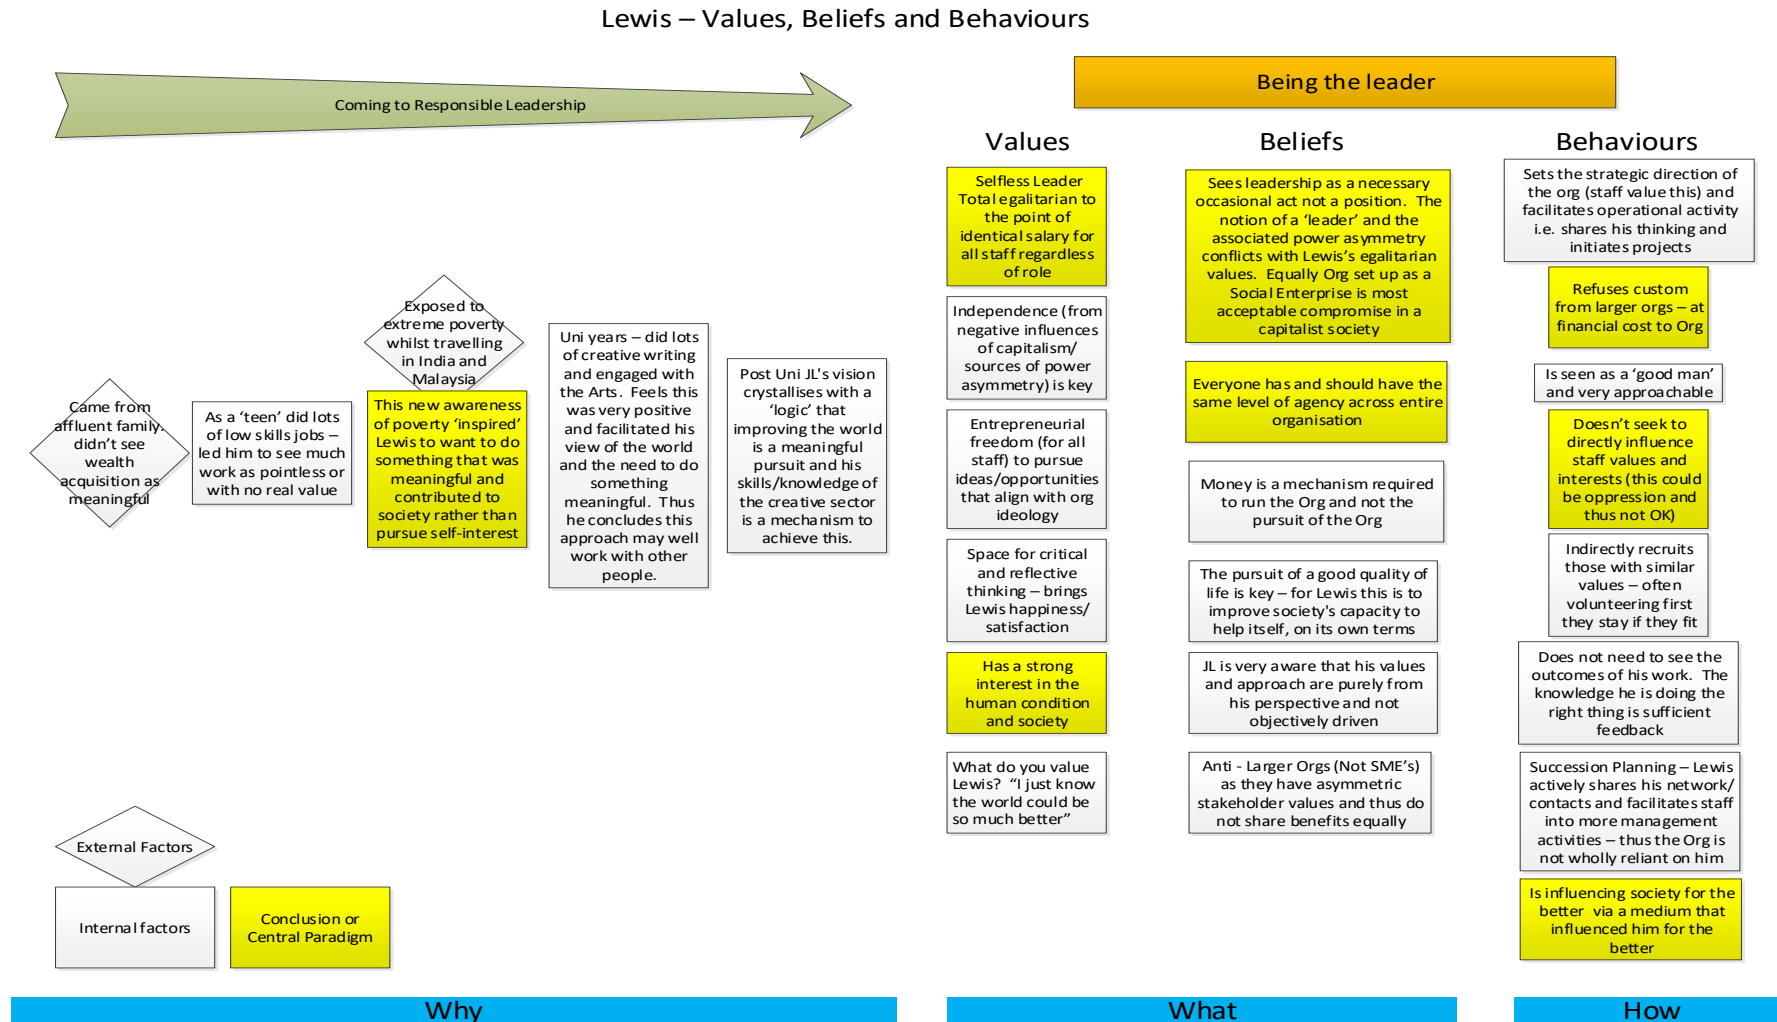 Lewis – Values, Beliefs and Behaviours
Coming to Responsible Leadership
Came from
affluent family.
didn’t see
wealth
acquisition as
meaningful
As a ‘teen’ did lots
of low skills jobs –
led him to see much
work as pointless or
with no real value
Exposed to
extreme poverty
whilst travelling
in India and
Malaysia
This new awareness
of poverty ‘inspired’
Lewis to want to do
something that was
meaningful and
contributed to
society rather than
pursue self-interest
Uni years – did lots
of creative writing
and engaged with
the Arts.  Feels this
was very positive
and facilitated his
view of the world
and the need to do
something
meaningful.  Thus
he concludes this
approach may well
work with other
people.
Post Uni JL's vision
crystallises with a
‘logic’ that
improving the world
is a meaningful
pursuit and his
skills/knowledge of
the creative sector
is a mechanism to
achieve this.
External Factors
Internal factors
Conclusion or
Central Paradigm
Why
Being the leader
Values
Selfless Leader
Total egalitarian to
the point of
identical salary for
all staff regardless
of role
Independence (from
negative influences
of capitalism/
sources of power
asymmetry) is key
Entrepreneurial
freedom (for all
staff) to pursue
ideas/opportunities
that align with org
ideology
Space for critical
and reflective
thinking – brings
Lewis happiness/
satisfaction
Has a strong
interest in the
human condition
and society
What do you value
Lewis?  “I just know
the world could be
so much better”
Beliefs
Sees leadership as a necessary
occasional act not a position.  The
notion of a ‘leader’ and the
associated power asymmetry
conflicts with Lewis’s egalitarian
values.  Equally Org set up as a
Social Enterprise is most
acceptable compromise in a
capitalist society
Everyone has and should have the
same level of agency across entire
organisation
Money is a mechanism required
to run the Org and not the
pursuit of the Org
The pursuit of a good quality of
life is key – for Lewis this is to
improve society's capacity to
help itself, on its own terms
JL is very aware that his values
and approach are purely from
his perspective and not
objectively driven
Anti - Larger Orgs (Not SME’s)
as they have asymmetric
stakeholder values and thus do
not share benefits equally
What
Behaviours
Sets the strategic direction of
the org (staff value this) and
facilitates operational activity
i.e. shares his thinking and
initiates projects
Refuses custom
from larger orgs – at
financial cost to Org
Is seen as a ‘good man’
and very approachable
Doesn’t seek to
directly influence
staff values and
interests (this could
be oppression and
thus not OK)
Indirectly recruits
those with similar
values – often
volunteering first
they stay if they fit
Does not need to see the
outcomes of his work.  The
knowledge he is doing the
right thing is sufficient
feedback
Succession Planning – Lewis
actively shares his network/
contacts and facilitates staff
into more management
activities – thus the Org is
not wholly reliant on him
Is influencing society for the
better  via a medium that
influenced him for the
better
How